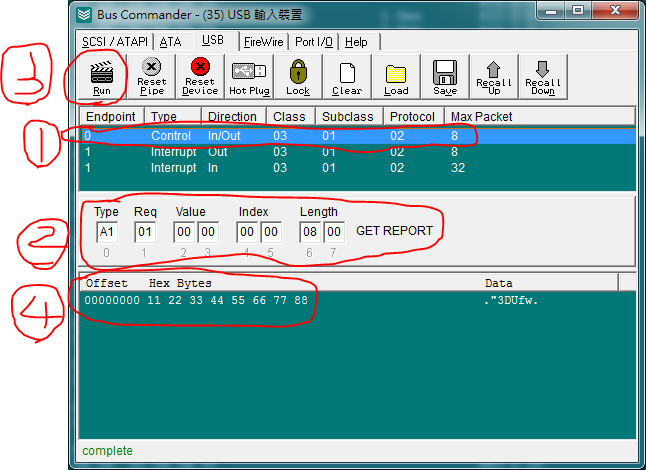 Bus Commander - (35) USB 輸入裝置
SCSI / ATAPI ATA USB FireWire Port I/O Help
3
Run Reset Pipe Reset Device Hot Plug Lock Clear Load Save Recall Up Recall Down
Endpoint Type Direction Class Subclass Protocol Max Packet
1
0 Control In/Out 03 01 02 8
1 Interrupt Out 03 01 02 8
1 Interrupt In 03 01 02 32
2
Type Req Value Index Length
A1 01 00 00 00 00 08 00 GET REPORT
0 1 2 3 4 5 6 7
4
Offset Hex Bytes Data
00000000 11 22 33 44 55 66 77 88 ."3DUfw.
complete